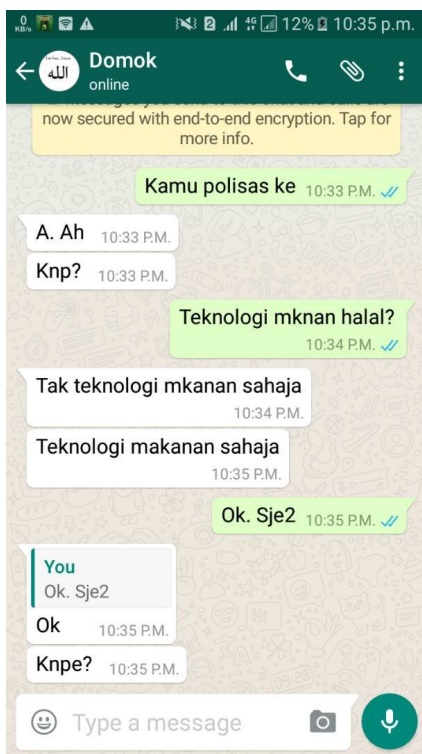 0 KB/s 4G 12% 10:35 p.m.
Domok
online
now secured with end-to-end encryption. Tap for
more info.
Kamu polisas ke 10:33 P.M.
A. Ah 10:33 P.M.
Knp? 10:33 P.M.
Teknologi mknan halal?
10:34 P.M.
Tak teknologi mkanan sahaja
10:34 P.M.
Teknologi makanan sahaja
10:35 P.M.
Ok. Sje2 10:35 P.M.
You
Ok. Sje2
Ok 10:35 P.M.
Knpe? 10:35 P.M.
Type a message
الله